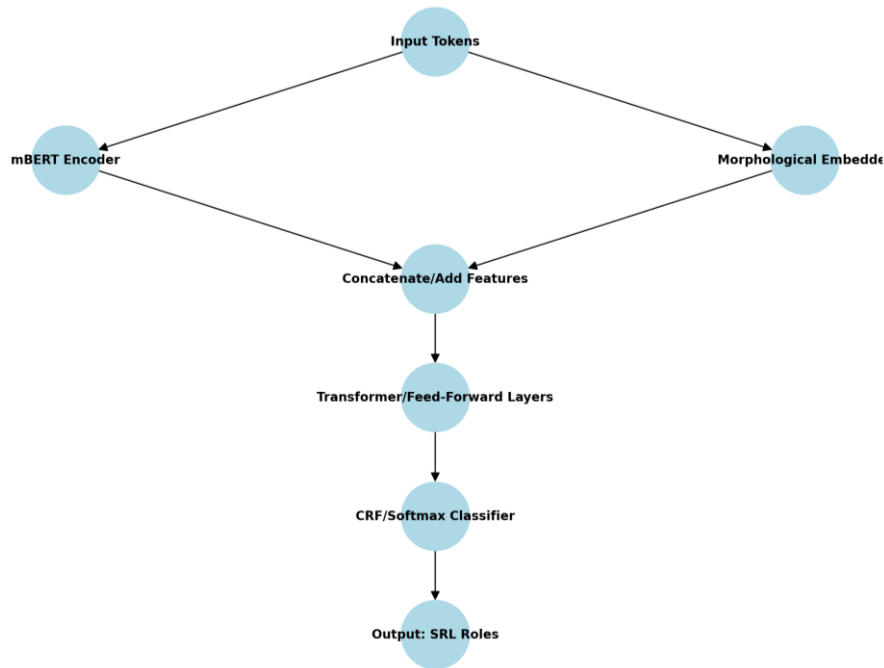 Input Tokens
mBERT Encoder
Morphological Embedde
Concatenate/Add Features
Transformer/Feed-Forward Layers
CRF/Softmax Classifier
Output: SRL Roles